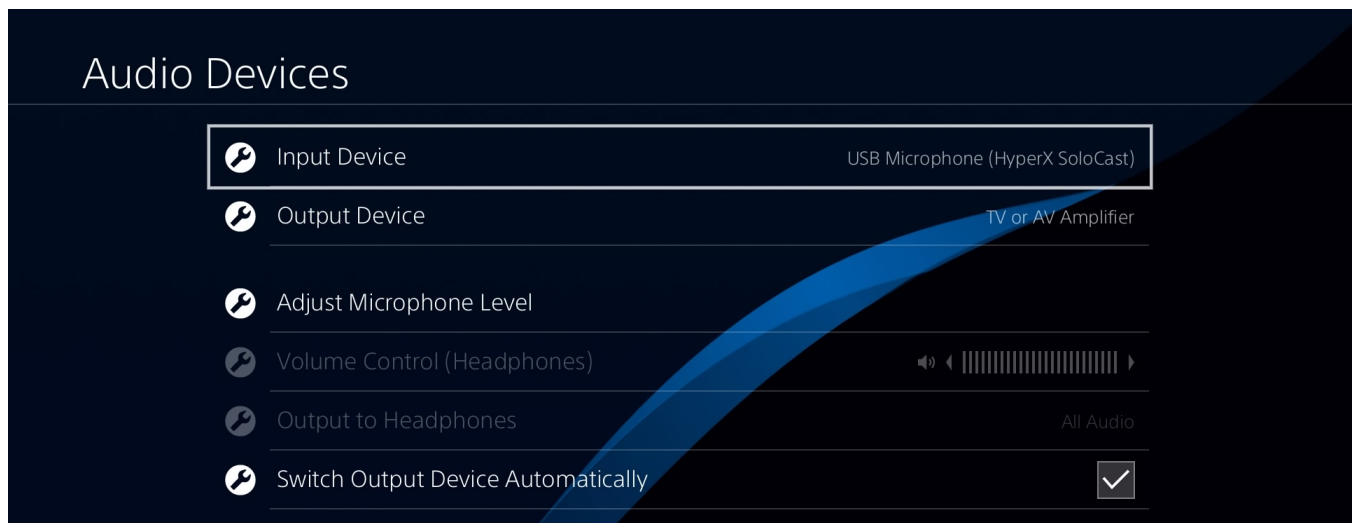 Audio Devices
Input Device USB Microphone (HyperX SoloCast)
Output Device TV or AV Amplifier
Adjust Microphone Level
Volume Control (Headphones)
Output to Headphones All Audio
Switch Output Device Automatically